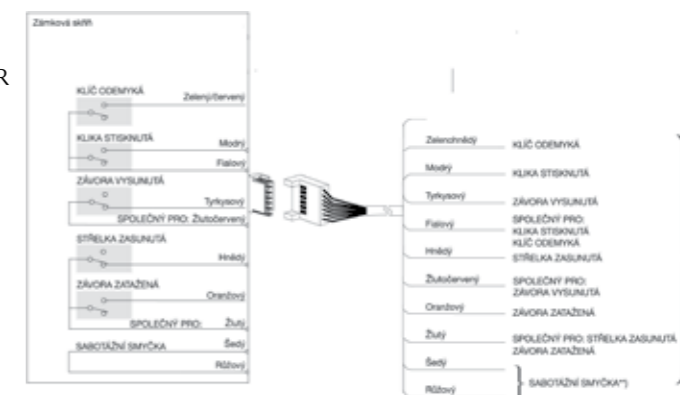 R
Zámková skříň
KLÍČ ODEMYKÁ
Zelený/červený
KLIKA STISKNUTÁ
Modrý
Fialový
ZÁVORA VYSUNUTÁ
Tyrkysový
SPOLEČNÝ PRO: Žlutočervený
STŘELKA ZASUNUTÁ
Hnědý
ZÁVORA ZATAŽENÁ
Oranžový
SPOLEČNÝ PRO: Žlutý
SABOTÁŽNÍ SMYČKA
Šedý
Růžový
Zelenohnědý KLÍČ ODEMYKÁ
Modrý KLIKA STISKNUTÁ
Tyrkysový ZÁVORA VYSUNUTÁ
Fialový SPOLEČNÝ PRO:
KLIKA STISKNUTÁ
KLÍČ ODEMYKÁ
Hnědý STŘELKA ZASUNUTÁ
Žlutočervený SPOLEČNÝ PRO:
ZÁVORA VYSUNUTÁ
Oranžový ZÁVORA ZATAŽENÁ
Žlutý SPOLEČNÝ PRO: STŘELKA ZASUNUTÁ
ZÁVORA ZATAŽENÁ
Šedý
Růžový SABOTÁŽNÍ SMYČKA**)